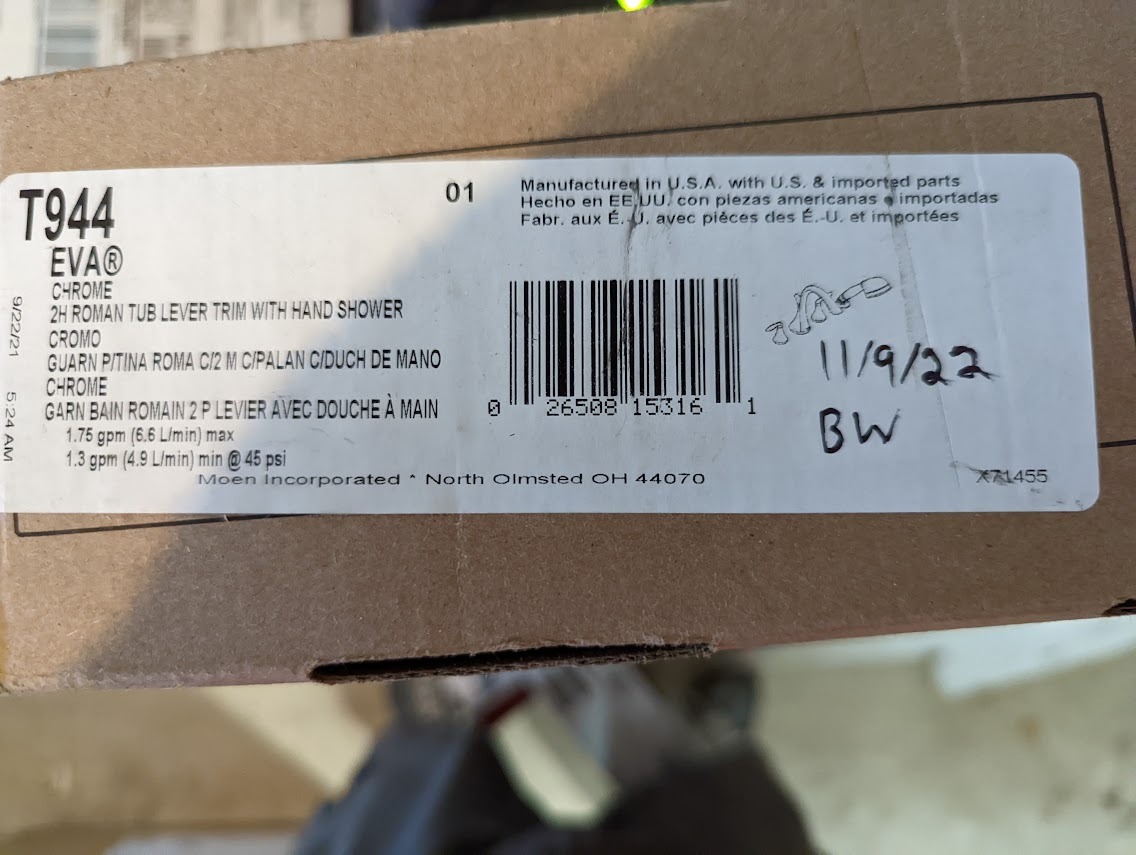 T944
01
Manufactured in U.S.A. with U.S. & imported parts
Hecho en EE.UU. con piezas americanas e importadas
Fabr. aux É.-U. avec pièces des É.-U. et importées
EVA®
CHROME
2H ROMAN TUB LEVER TRIM WITH HAND SHOWER
CROMO
GUARN P/TINA ROMA C/2 M C/PALAN C/DUCH DE MANO
CHROME
GARN BAIN ROMAIN 2 P LEVIER AVEC DOUCHE À MAIN
1.75 gpm (6.6 L/min) max
1.3 gpm (4.9 L/min) min @ 45 psi
Moen Incorporated * North Olmsted OH 44070
9/22/21 5:24 AM
0 26508 15316 1
11/9/22
BW
X71455